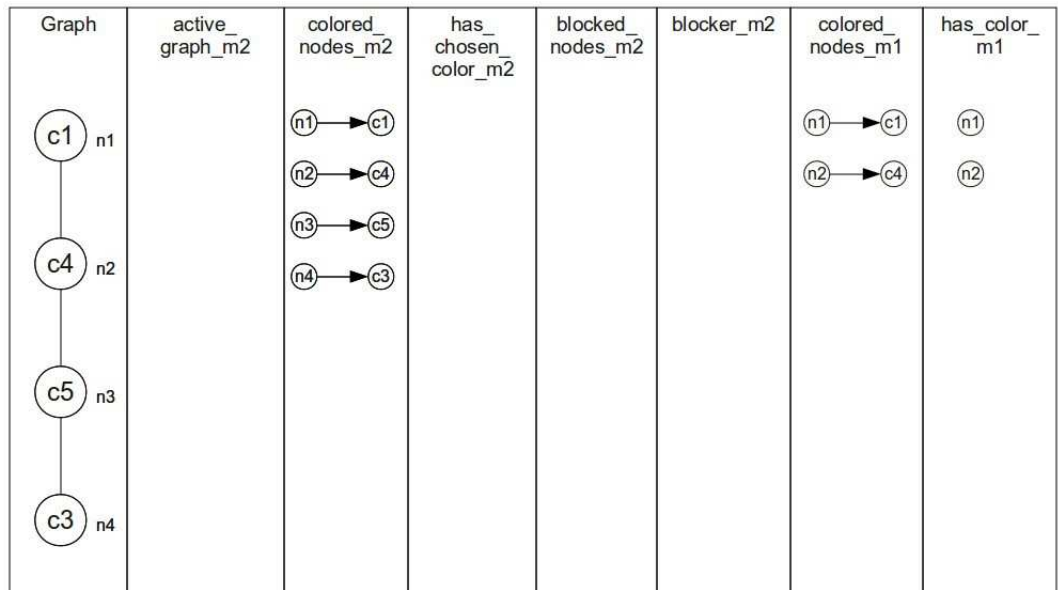 Graph
active_
graph_m2
colored_
nodes_m2
has_
chosen_
color_m2
blocked_
nodes_m2
blocker_m2
colored_
nodes_m1
has_color_
m1
c1 n1
n1 c1
n1 c1
n1
n2 c4
n2 c4
n2
n3 c5
c4 n2
n4 c3
c5 n3
c3 n4